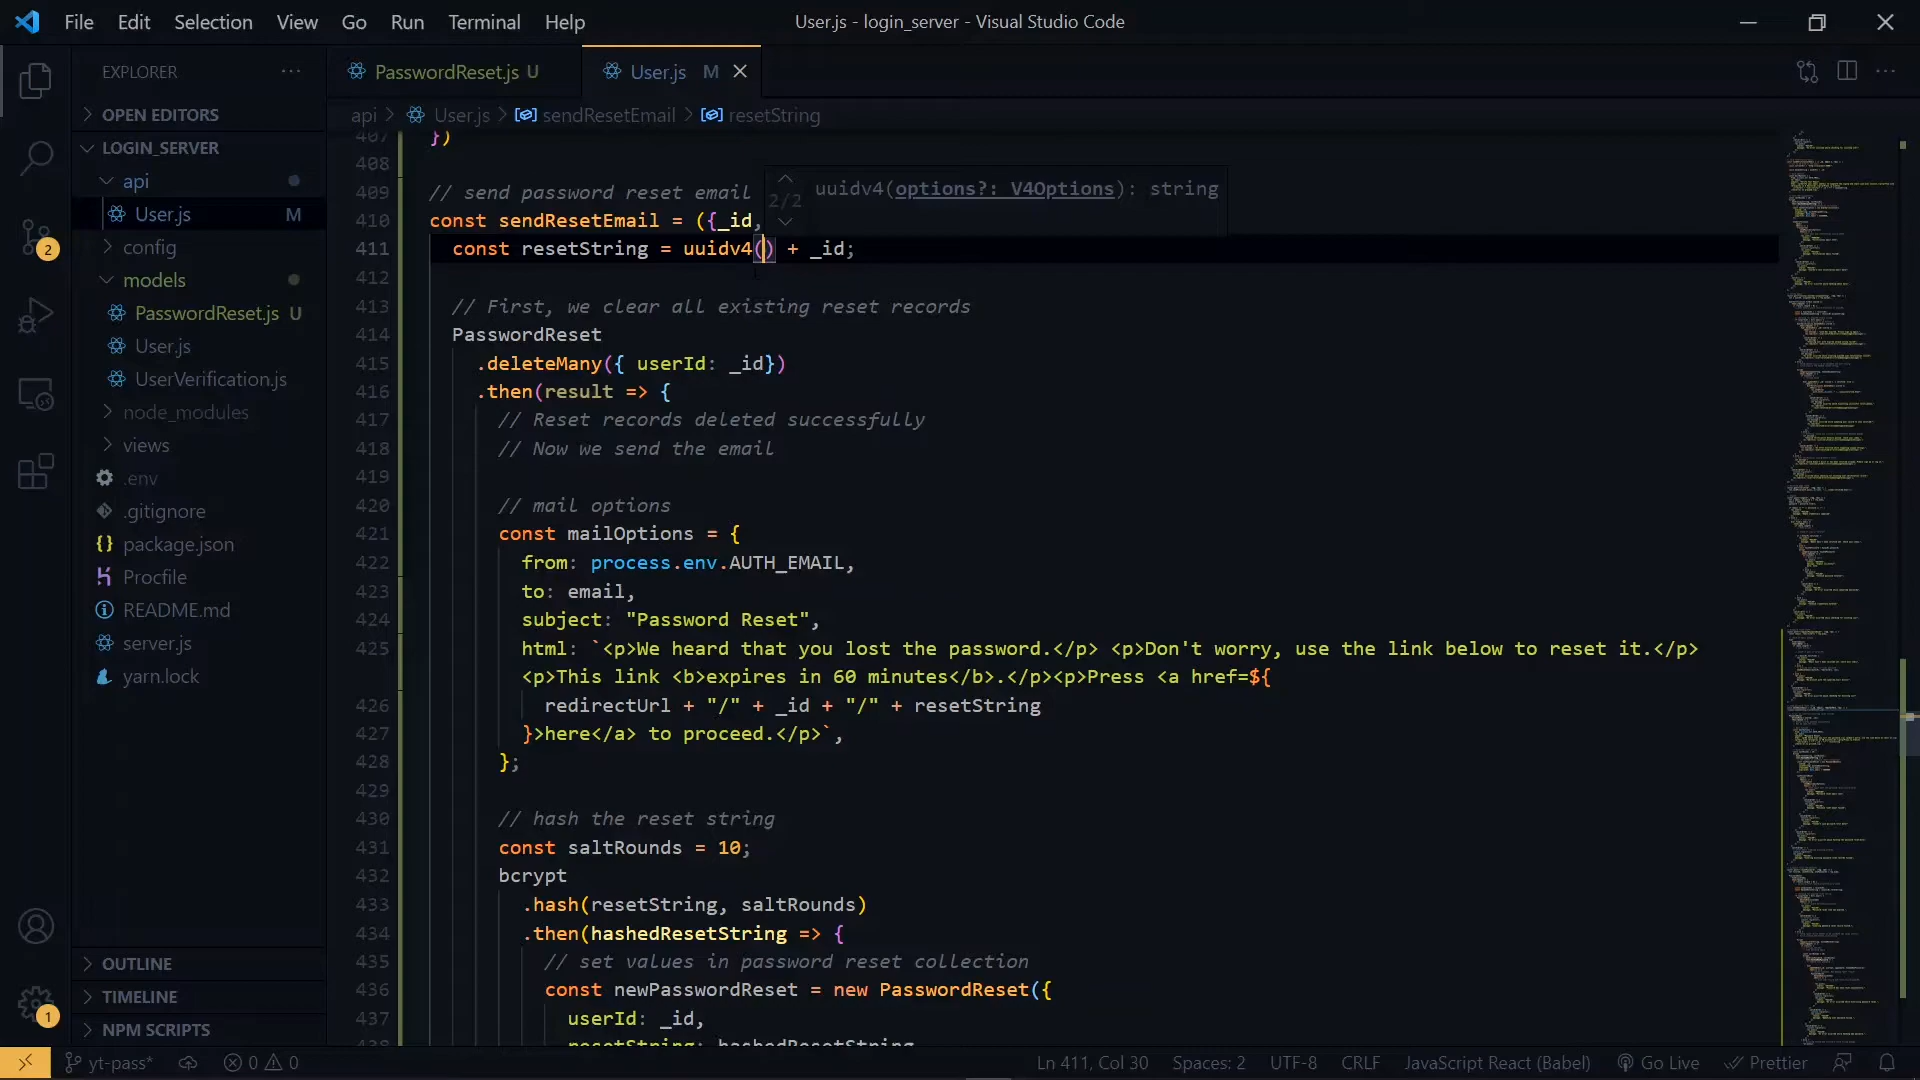 File Edit Selection View Go Run Terminal Help
User.js - login_server - Visual Studio Code
EXPLORER
OPEN EDITORS
LOGIN_SERVER
api
User.js M
config
models
PasswordReset.js U
User.js
UserVerification.js
node_modules
views
.env
.gitignore
package.json
Procfile
README.md
server.js
yarn.lock
OUTLINE
TIMELINE
NPM SCRIPTS
2
1
PasswordReset.js U
User.js M
api > User.js > sendResetEmail > resetString
407 })
408
409 // send password reset email
410 const sendResetEmail = ({_id,
2/2
uuidv4(options?: V4Options): string
411 const resetString = uuidv4() + _id;
412
413 // First, we clear all existing reset records
414 PasswordReset
415 .deleteMany({ userId: _id})
416 .then(result => {
417 // Reset records deleted successfully
418 // Now we send the email
419
420 // mail options
421 const mailOptions = {
422 from: process.env.AUTH_EMAIL,
423 to: email,
424 subject: "Password Reset",
425 html: `<p>We heard that you lost the password.</p> <p>Don't worry, use the link below to reset it.</p>
<p>This link <b>expires in 60 minutes</b>.</p><p>Press <a href=${
426 redirectUrl + "/" + _id + "/" + resetString
427 }>here</a> to proceed.</p>`,
428 };
429
430 // hash the reset string
431 const saltRounds = 10;
432 bcrypt
433 .hash(resetString, saltRounds)
434 .then(hashedResetString => {
435 // set values in password reset collection
436 const newPasswordReset = new PasswordReset({
437 userId: _id,
438 resetString: hashedResetString
yt-pass* 0 0
Ln 411, Col 30 Spaces: 2 UTF-8 CRLF JavaScript React (Babel) Go Live Prettier